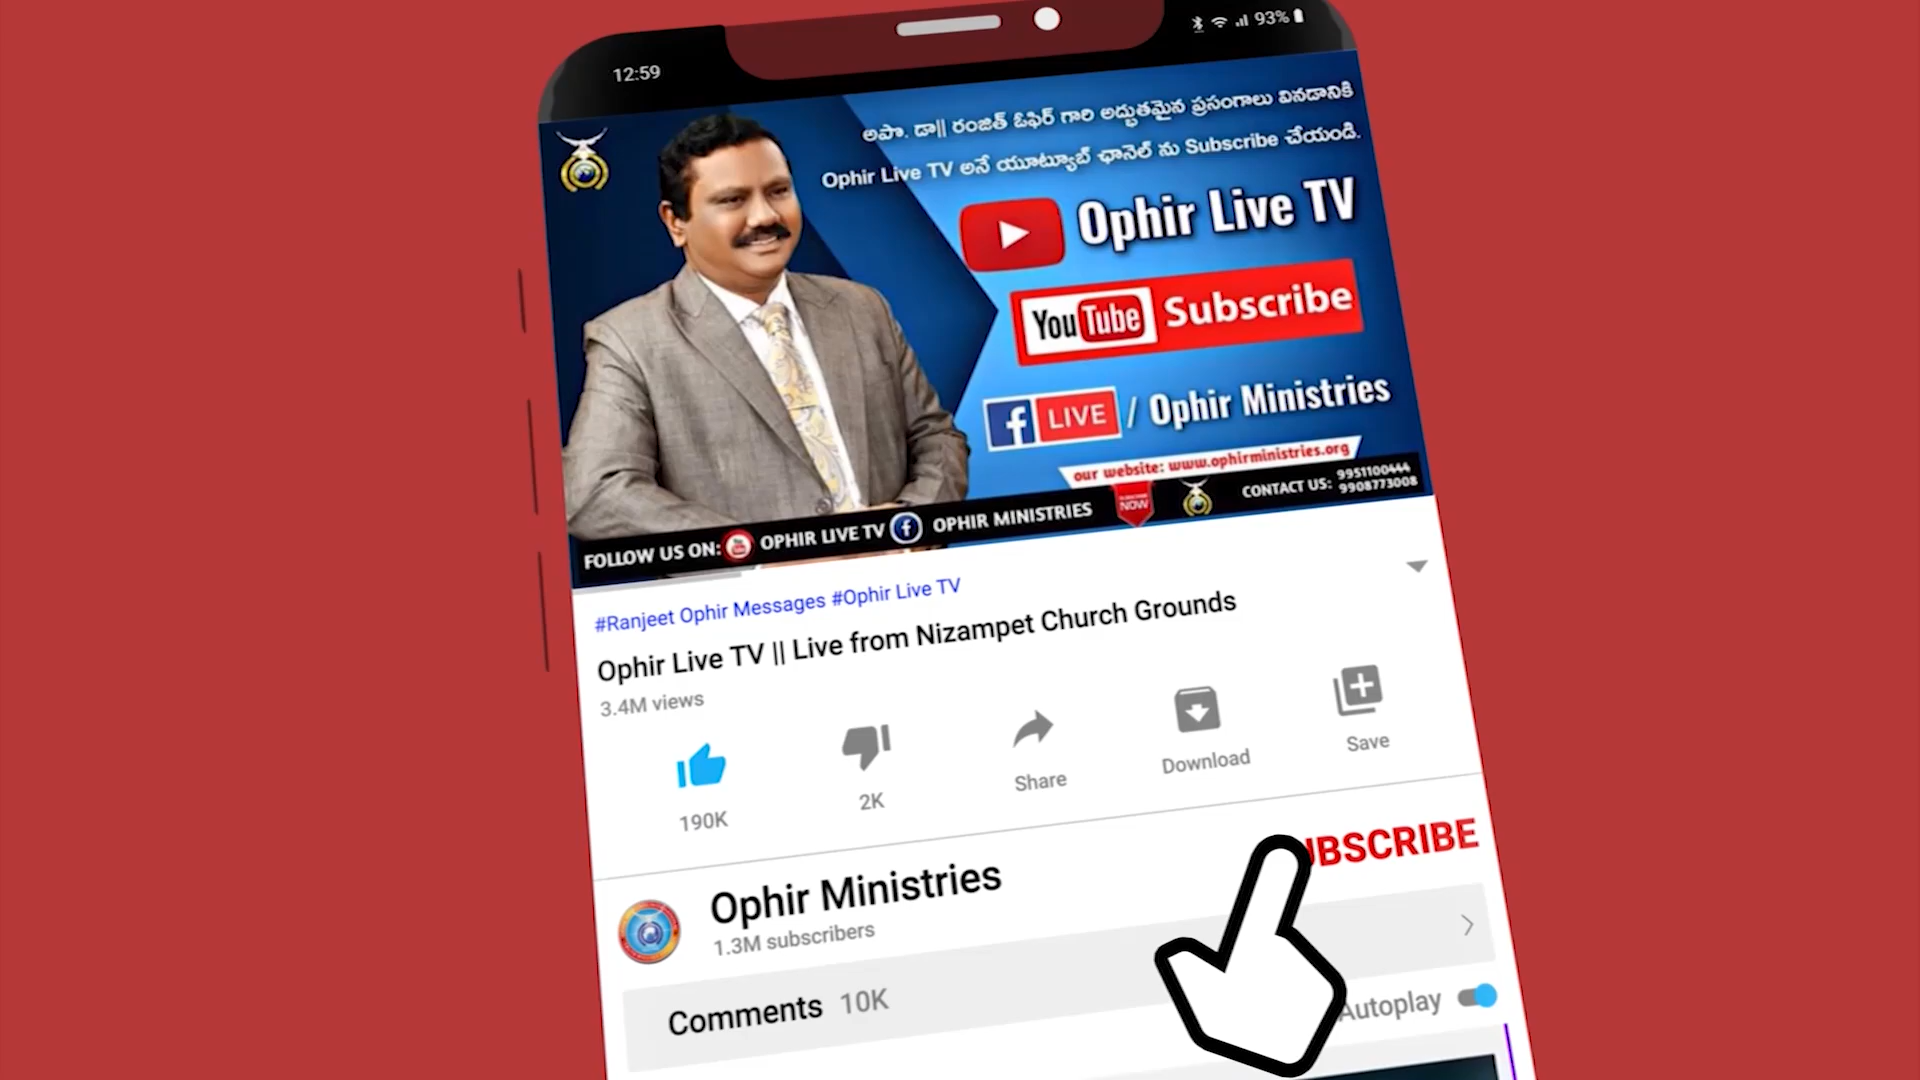 12:59
93%
అపొ. డా|| రంజిత్ ఓఫిర్ గారి అద్భుతమైన ప్రసంగాలు వినడానికి
Ophir Live TV అనే యూట్యూబ్ ఛానెల్ ను Subscribe చేయండి.
Ophir Live TV
YouTube Subscribe
f LIVE / Ophir Ministries
our website: www.ophirministries.org
FOLLOW US ON: OPHIR LIVE TV f OPHIR MINISTRIES
NOW
CONTACT US: 9951100444
9908773008
#Ranjeet Ophir Messages #Ophir Live TV
Ophir Live TV || Live from Nizampet Church Grounds
3.4M views
190K
2K
Share
Download
Save
Ophir Ministries
UBSCRIBE
1.3M subscribers
Comments 10K
Autoplay